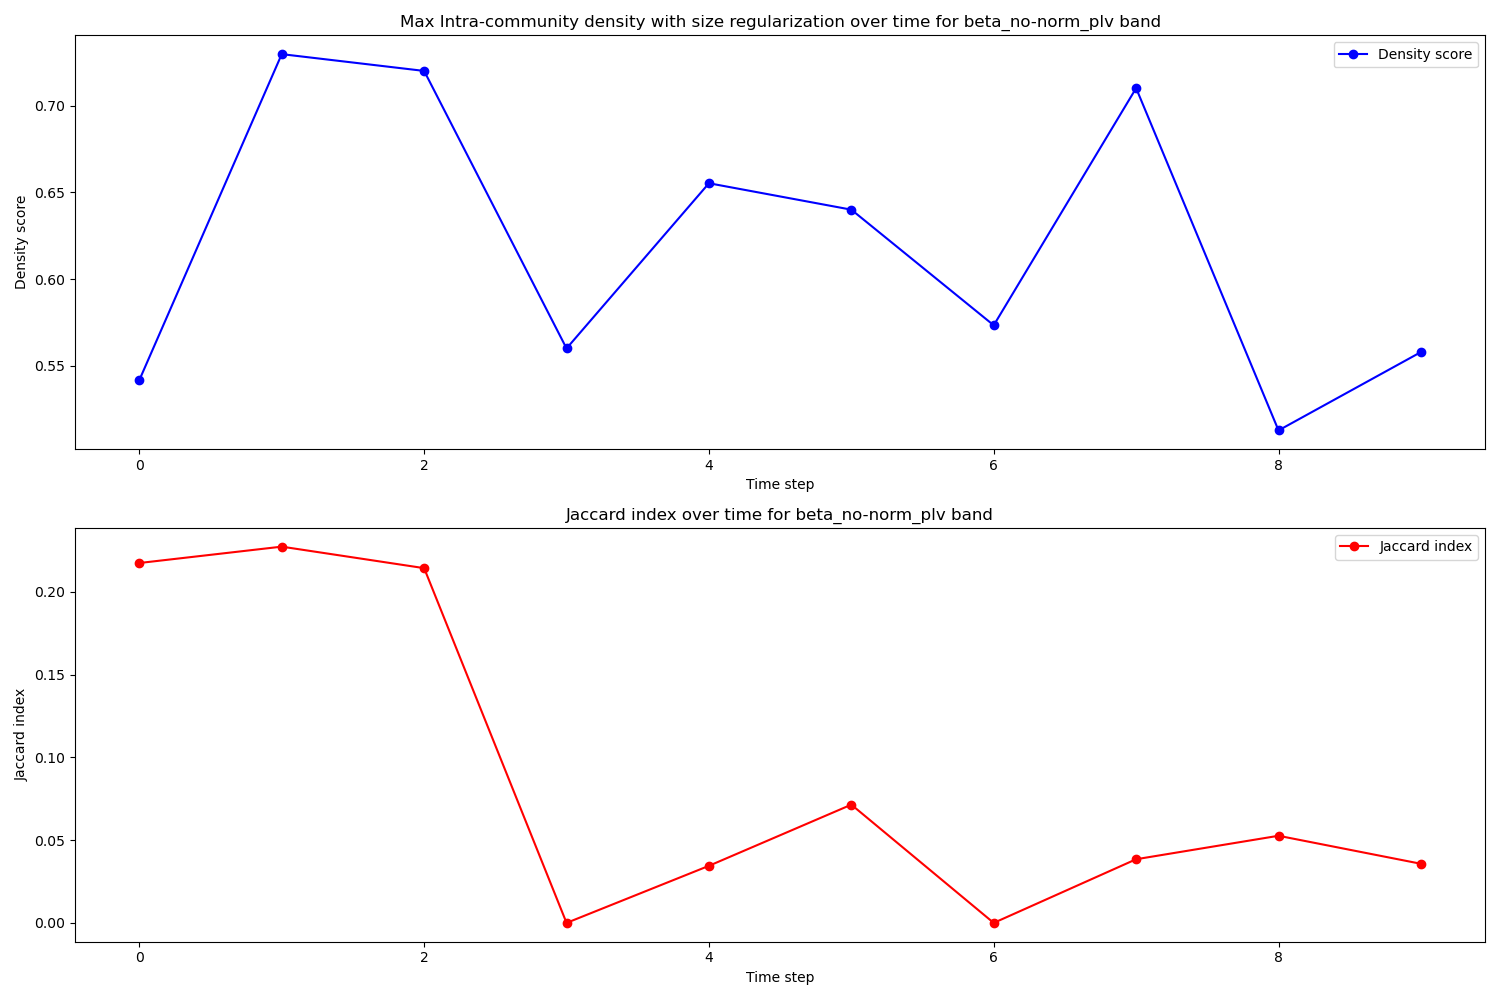 Max Intra-community density with size regularization over time for beta_no-norm_plv band
Density score
0.70
0.65
0.60
0.55
Density score
0 2 4 6 8
Time step
Jaccard index over time for beta_no-norm_plv band
Jaccard index
0.20
0.15
0.10
0.05
0.00
Jaccard index
0 2 4 6 8
Time step